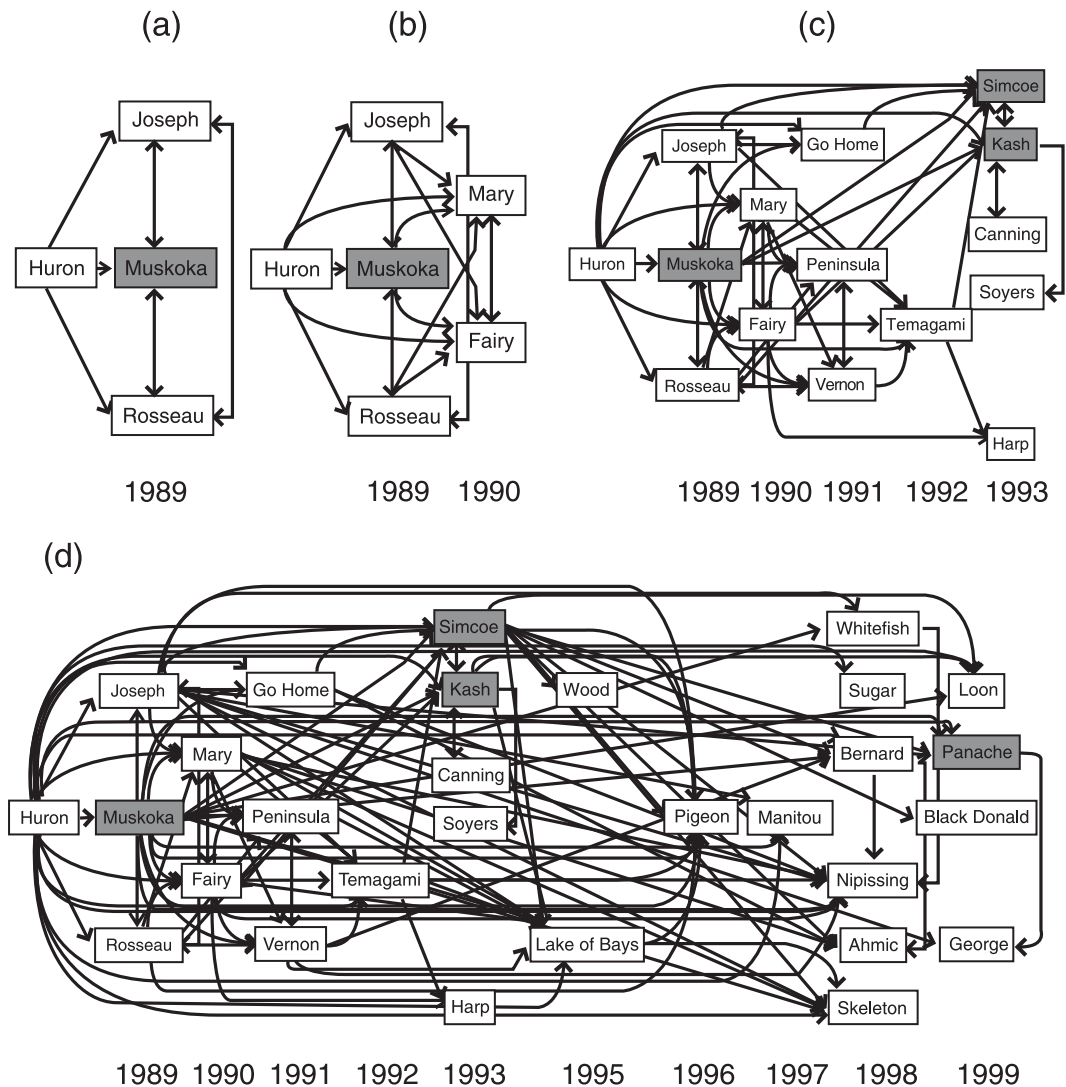 (a)
Joseph
Huron
Muskoka
Rosseau
1989
(b)
Joseph
Mary
Huron
Muskoka
Fairy
Rosseau
1989 1990
(c)
Simcoe
Joseph
Go Home
Kash
Mary
Canning
Huron
Muskoka
Peninsula
Soyers
Fairy
Temagami
Rosseau
Vernon
Harp
1989 1990 1991 1992 1993
(d)
Simcoe
Whitefish
Joseph
Go Home
Kash
Wood
Sugar
Loon
Mary
Bernard
Panache
Canning
Huron
Muskoka
Peninsula
Soyers
Pigeon
Manitou
Black Donald
Fairy
Temagami
Nipissing
Rosseau
Vernon
Lake of Bays
Ahmic
George
Harp
Skeleton
1989 1990 1991 1992 1993 1995 1996 1997 1998 1999